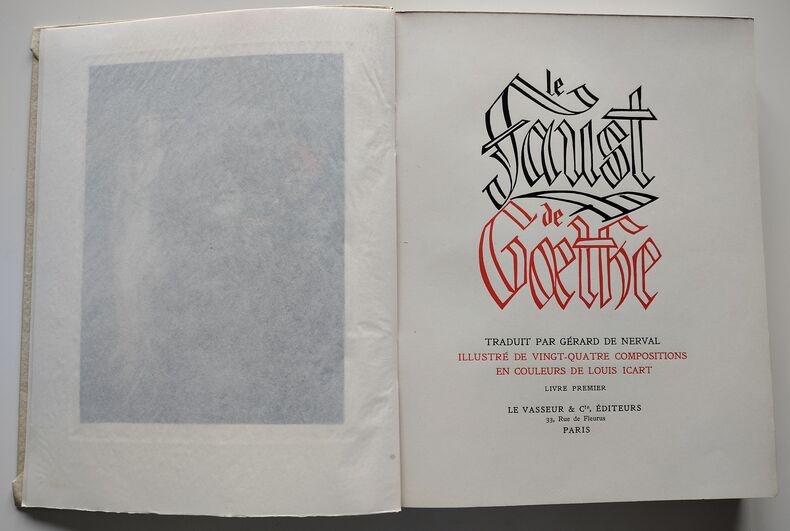 le
Faust
de
Gœthe
TRADUIT PAR GÉRARD DE NERVAL
ILLUSTRÉ DE VINGT-QUATRE COMPOSITIONS
EN COULEURS DE LOUIS ICART
LIVRE PREMIER
LE VASSEUR & Cie, ÉDITEURS
33, Rue de Fleurus
PARIS